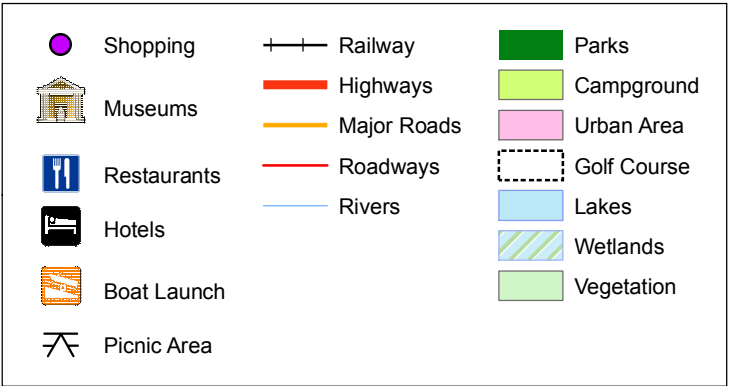 Shopping
Museums
Restaurants
Hotels
Boat Launch
Picnic Area
Railway
Highways
Major Roads
Roadways
Rivers
Parks
Campground
Urban Area
Golf Course
Lakes
Wetlands
Vegetation